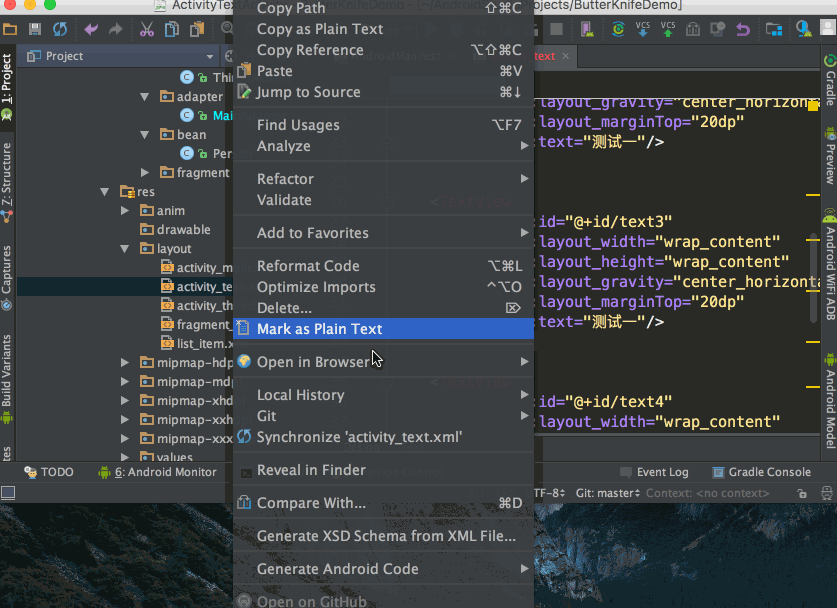 ActivityTextA
ButterKnifeDemo - [~/Android
Projects/ButterKnifeDemo]
Project
text
1: Project
Z: Structure
Captures
Build Variants
tes
Thi
adapter
Mai
bean
Per
fragment
res
anim
drawable
layout
activity_m
activity_te
activity_th
fragment_
list_item.x
mipmap-hdp
mipmap-mdp
mipmap-xhd
mipmap-xxh
mipmap-xxx
values
Copy Path ⇧⌘C
Copy as Plain Text
Copy Reference ⌥⇧⌘C
Paste ⌘V
Jump to Source ⌘↓
Find Usages ⌥F7
Analyze
Refactor
Validate
Add to Favorites
Reformat Code ⌥⌘L
Optimize Imports ^⌥O
Delete... ⌦
Mark as Plain Text
Open in Browser
Local History
Git
Synchronize 'activity_text.xml'
Reveal in Finder
Compare With... ⌘D
Generate XSD Schema from XML File...
Generate Android Code
Open on GitHub
VCS
VCS
:layout_gravity="center_horizonta
:layout_marginTop="20dp"
:text="测试一"/>
:id="@+id/text3"
:layout_width="wrap_content"
:layout_height="wrap_content"
:layout_gravity="center_horizonta
:layout_marginTop="20dp"
:text="测试一"/>
:id="@+id/text4"
:layout_width="wrap_content"
Gradle
Preview
Android WiFi ADB
Android Model
TODO
6: Android Monitor
Event Log
Gradle Console
TF-8
Git: master
Context: <no context>